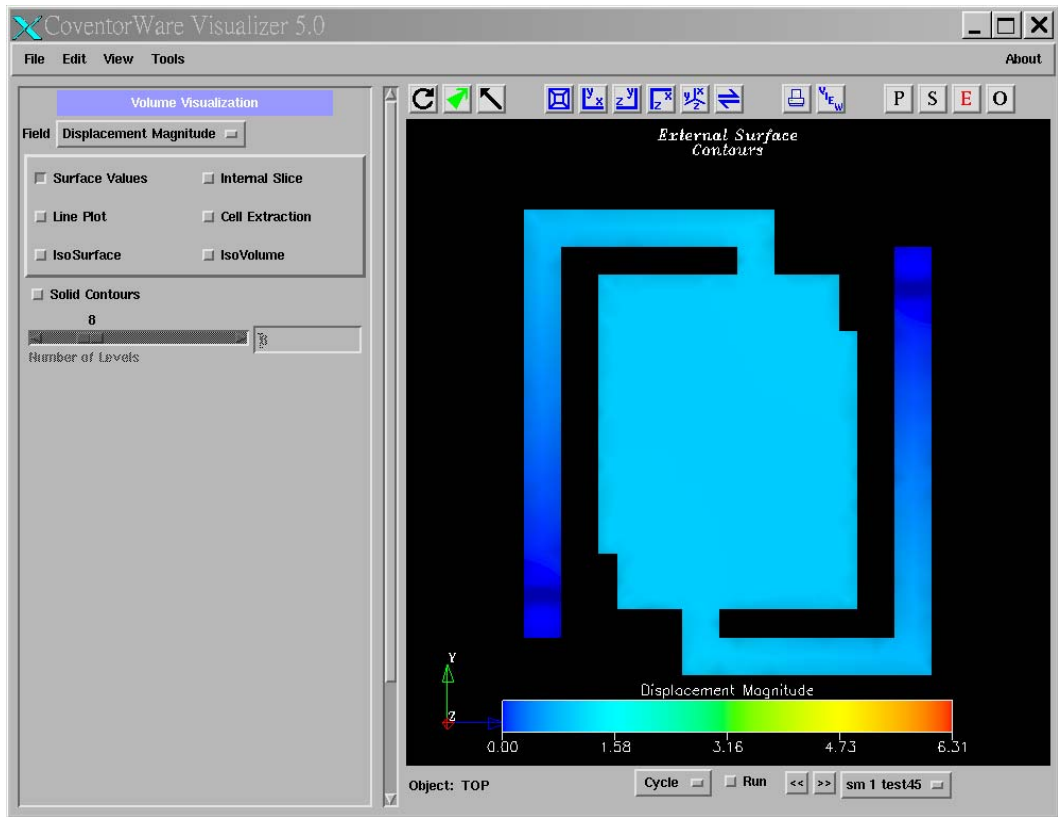 CoventorWare Visualizer 5.0
File Edit View Tools About
Volume Visualization
Field Displacement Magnitude
Surface Values Internal Slice
Line Plot Cell Extraction
IsoSurface IsoVolume
Solid Contours
8
8
Number of Levels
y x z y z x y x z
V I E W
P S E O
External Surface
Contours
Y
Z
Displacement Magnitude
0.00 1.58 3.16 4.73 6.31
Object: TOP Cycle Run << >> sm 1 test45